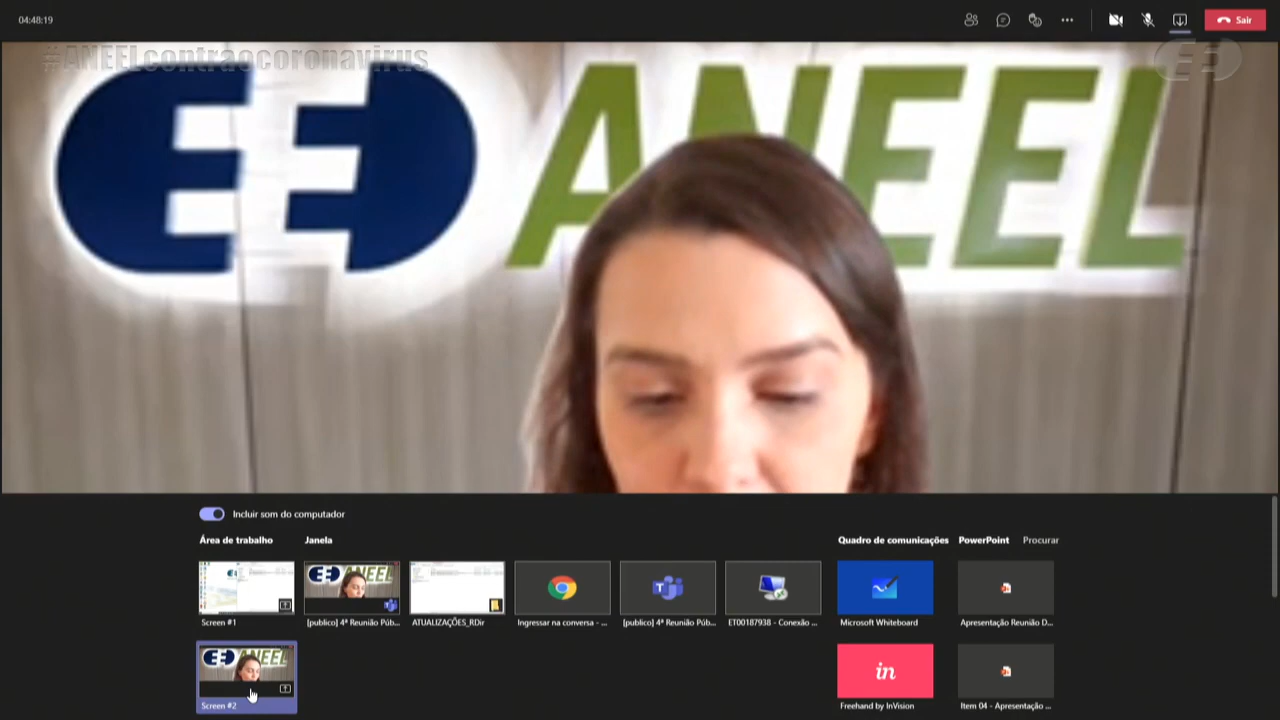 04:48:19
Sair
#ANEELcontraocoronavirus
ANEEL
Incluir som do computador
Área de trabalho
Janela
Quadro de comunicações
PowerPoint
Procurar
Screen #1
[publico] 4ª Reunião Púb...
ATUALIZAÇÕES_RDir
Ingressar na conversa - ...
[publico] 4ª Reunião Púb...
ET00187938 - Conexão ...
Microsoft Whiteboard
Apresentação Reunião D...
ANEEL
ANEEL
in
Screen #2
Freehand by InVision
Item 04 - Apresentação ...